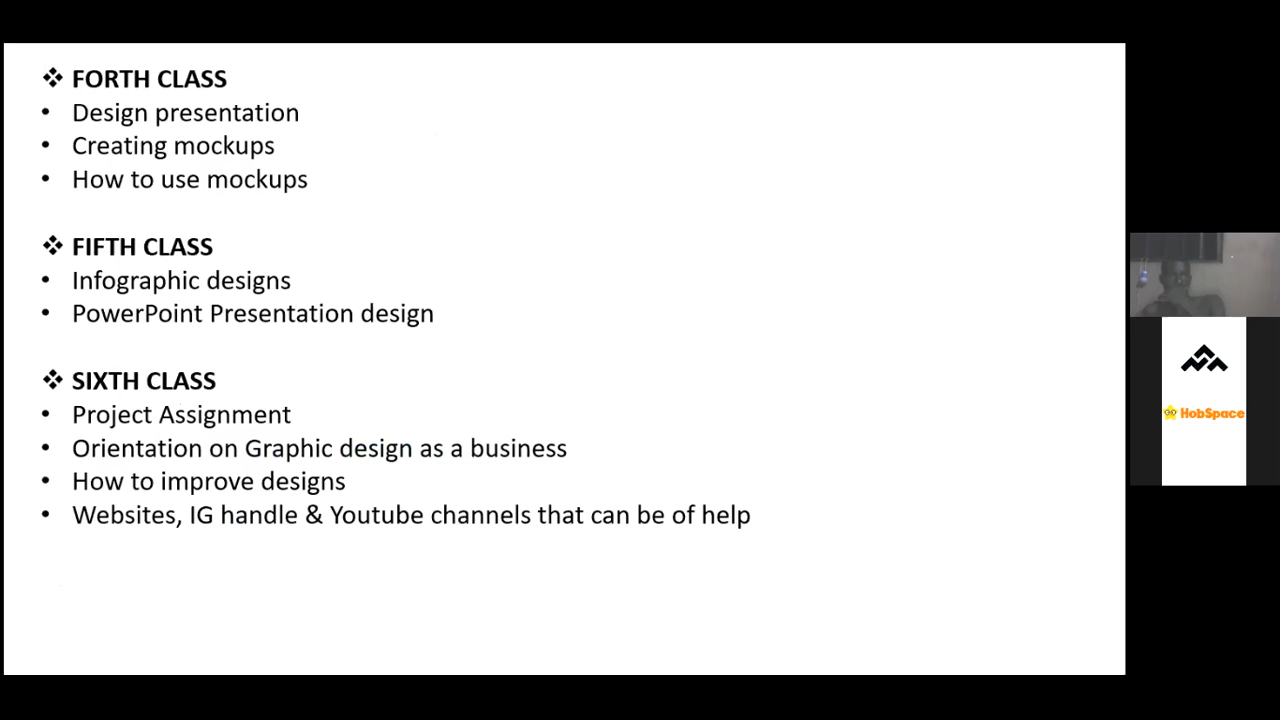 ❖ FORTH CLASS
• Design presentation
• Creating mockups
• How to use mockups
❖ FIFTH CLASS
• Infographic designs
• PowerPoint Presentation design
❖ SIXTH CLASS
• Project Assignment
• Orientation on Graphic design as a business
• How to improve designs
• Websites, IG handle & Youtube channels that can be of help
HobSpace